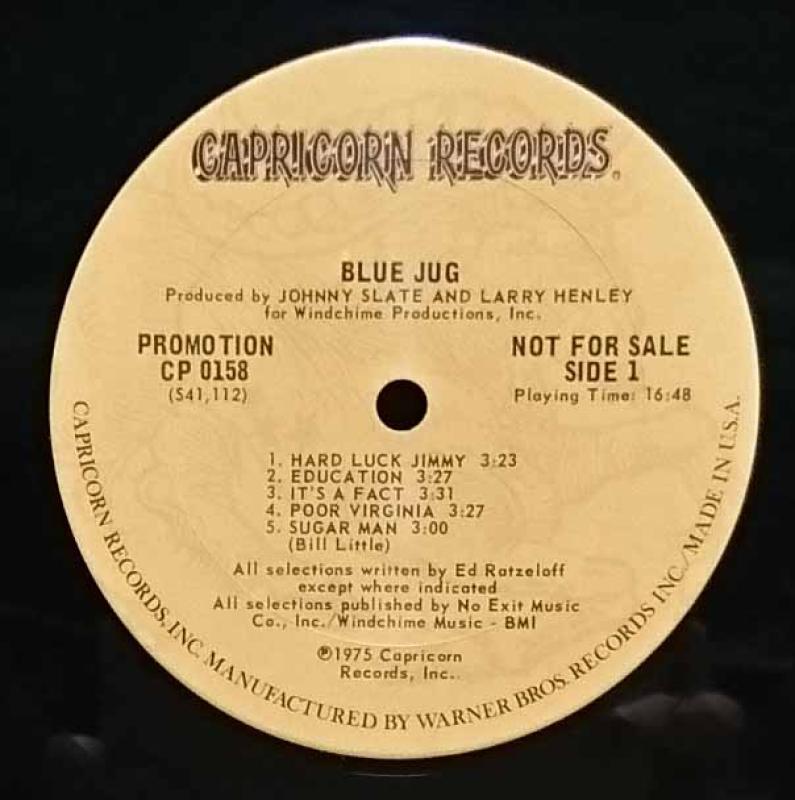 CAPRICORN RECORDS.
BLUE JUG
Produced by JOHNNY SLATE AND LARRY HENLEY
for Windchime Productions, Inc.
PROMOTION
CP 0158
(S41,112)
NOT FOR SALE
SIDE 1
Playing Time: 16:48
1. HARD LUCK JIMMY 3:23
2. EDUCATION 3:27
3. IT'S A FACT 3:31
4. POOR VIRGINIA 3:27
5. SUGAR MAN 3:00
(Bill Little)
All selections written by Ed Ratzeloff
except where indicated
All selections published by No Exit Music
Co., Inc./Windchime Music - BMI
℗1975 Capricorn
Records, Inc..
CAPRICORN RECORDS, INC. MANUFACTURED BY WARNER BROS. RECORDS INC./MADE IN U.S.A.